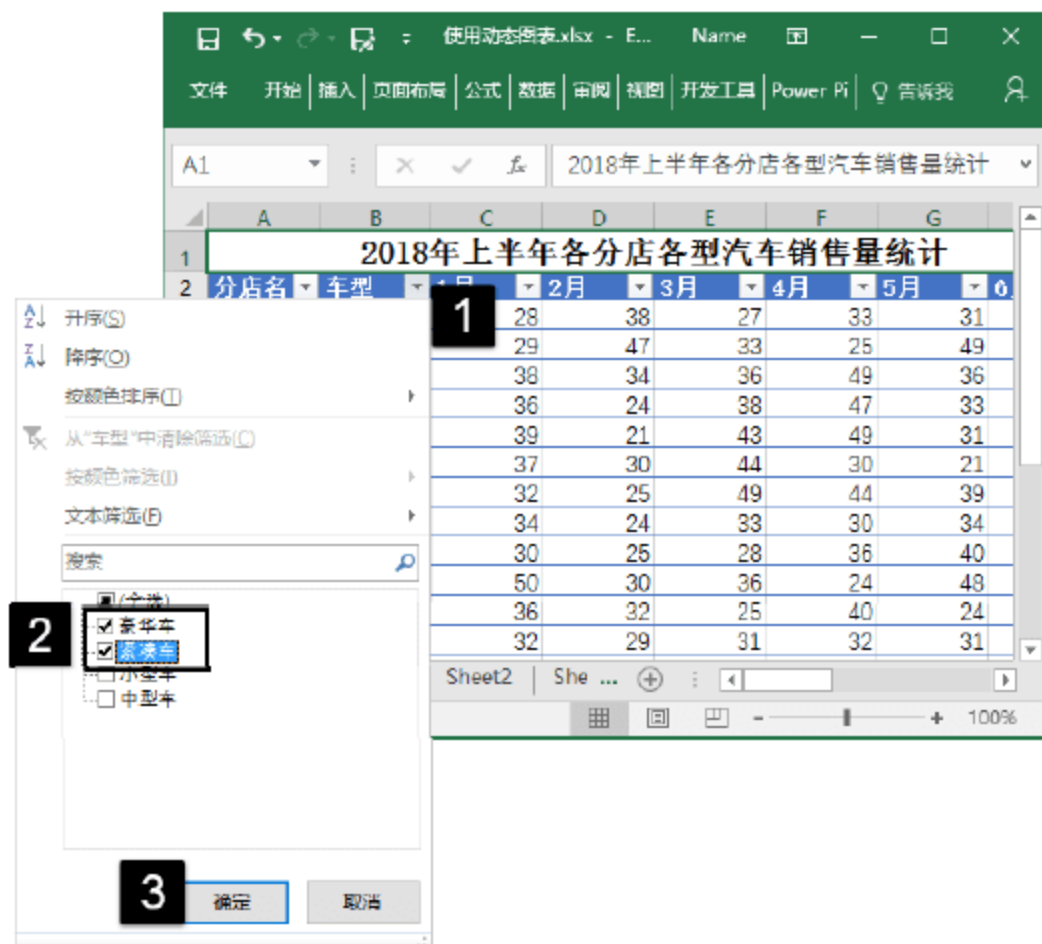 使用动态图表.xlsx - E... Name
文件 开始 插入 页面布局 公式 数据 审阅 视图 开发工具 Power Pi 告诉我
A1 fx 2018年上半年各分店各型汽车销售量统计
A B C D E F G
1 2018年上半年各分店各型汽车销售量统计
2 分店名 车型 2月 3月 4月 5月
1
升序(S)
降序(O)
按颜色排序(T)
从"车型"中清除筛选(C)
按颜色筛选(I)
文本筛选(F)
搜索
(全选)
2
豪华车
紧凑车
小型车
中型车
3 确定 取消
28 38 27 33 31
29 47 33 25 49
38 34 36 49 36
36 24 38 47 33
39 21 43 49 31
37 30 44 30 21
32 25 49 44 39
34 24 33 30 34
30 25 28 36 40
50 30 36 24 48
36 32 25 40 24
32 29 31 32 31
Sheet2 She ...
100%